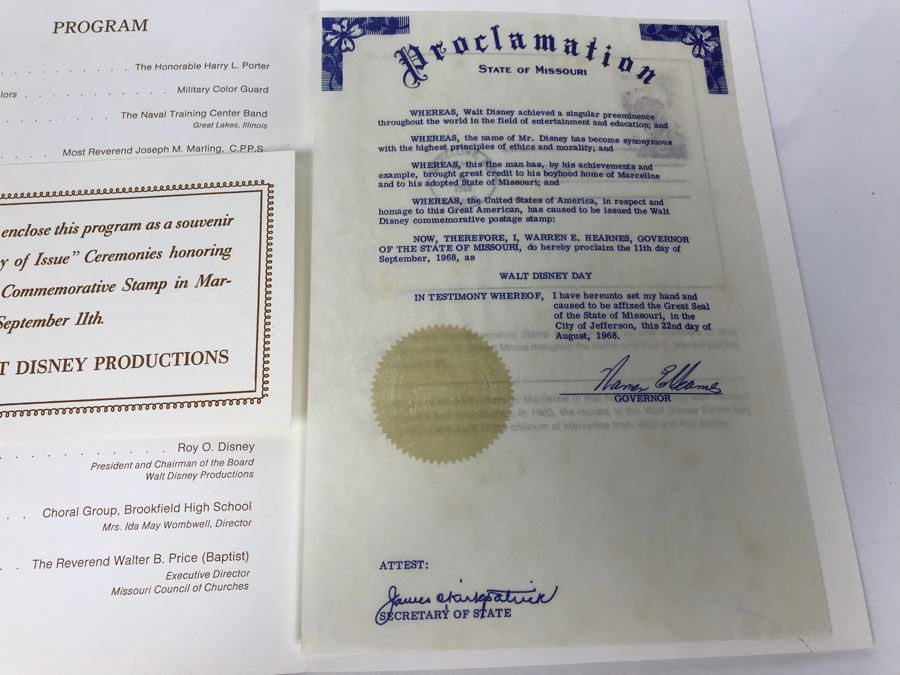 PROGRAM
The Honorable Harry L. Porter
lors Military Color Guard
The Naval Training Center Band
Great Lakes, Illinois
Most Reverend Joseph M. Marling, C.PP.S.
enclose this program as a souvenir
y of Issue" Ceremonies honoring
Commemorative Stamp in Mar-
September 11th.
T DISNEY PRODUCTIONS
Roy O. Disney
President and Chairman of the Board
Walt Disney Productions
Choral Group, Brookfield High School
Mrs. Ida May Wombwell, Director
The Reverend Walter B. Price (Baptist)
Executive Director
Missouri Council of Churches
Proclamation
STATE OF MISSOURI
WHEREAS, Walt Disney achieved a singular preeminence
throughout the world in the field of entertainment and education; and
WHEREAS, the name of Mr. Disney has become synonymous
with the highest principles of ethics and morality; and
WHEREAS, this fine man has, by his achievements and
example, brought great credit to his boyhood home of Marceline
and to his adopted State of Missouri; and
WHEREAS, the United States of America, in respect and
homage to this Great American, has caused to be issued the Walt
Disney commemorative postage stamp:
NOW, THEREFORE, I, WARREN E. HEARNES, GOVERNOR
OF THE STATE OF MISSOURI, do hereby proclaim the 11th day of
September, 1968, as
WALT DISNEY DAY
IN TESTIMONY WHEREOF, I have hereunto set my hand and
caused to be affixed the Great Seal
of the State of Missouri, in the
City of Jefferson, this 22nd day of
August, 1968.
Warren E Hearnes
GOVERNOR
ATTEST:
James C Kirkpatrick
SECRETARY OF STATE